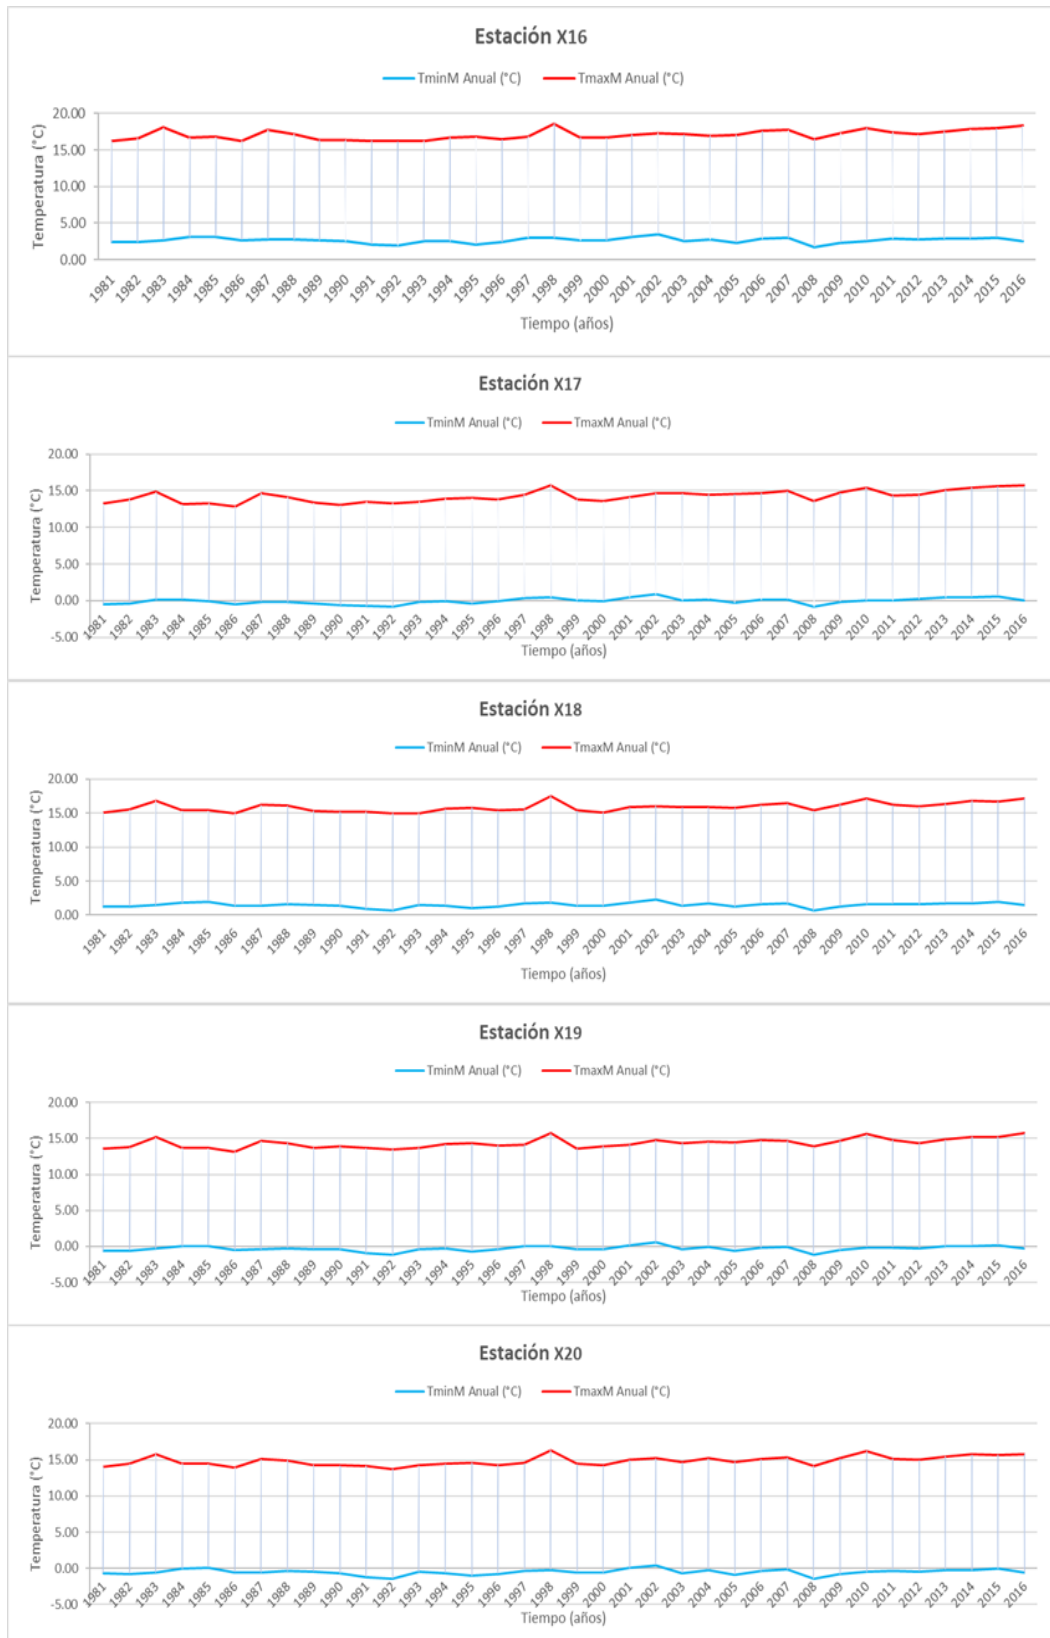 Estación X16
TminM Anual (°C) TmaxM Anual (°C)
20.00
15.00
10.00
5.00
0.00
Temperatura (°C)
1981 1982 1983 1984 1985 1986 1987 1988 1989 1990 1991 1992 1993 1994 1995 1996 1997 1998 1999 2000 2001 2002 2003 2004 2005 2006 2007 2008 2009 2010 2011 2012 2013 2014 2015 2016
Tiempo (años)
Estación X17
TminM Anual (°C) TmaxM Anual (°C)
20.00
15.00
10.00
5.00
0.00
-5.00
Temperatura (°C)
1981 1982 1983 1984 1985 1986 1987 1988 1989 1990 1991 1992 1993 1994 1995 1996 1997 1998 1999 2000 2001 2002 2003 2004 2005 2006 2007 2008 2009 2010 2011 2012 2013 2014 2015 2016
Tiempo (años)
Estación X18
TminM Anual (°C) TmaxM Anual (°C)
20.00
15.00
10.00
5.00
0.00
Temperatura (°C)
1981 1982 1983 1984 1985 1986 1987 1988 1989 1990 1991 1992 1993 1994 1995 1996 1997 1998 1999 2000 2001 2002 2003 2004 2005 2006 2007 2008 2009 2010 2011 2012 2013 2014 2015 2016
Tiempo (años)
Estación X19
TminM Anual (°C) TmaxM Anual (°C)
20.00
15.00
10.00
5.00
0.00
-5.00
Temperatura (°C)
1981 1982 1983 1984 1985 1986 1987 1988 1989 1990 1991 1992 1993 1994 1995 1996 1997 1998 1999 2000 2001 2002 2003 2004 2005 2006 2007 2008 2009 2010 2011 2012 2013 2014 2015 2016
Tiempo (años)
Estación X20
TminM Anual (°C) TmaxM Anual (°C)
20.00
15.00
10.00
5.00
0.00
-5.00
Temperatura (°C)
1981 1982 1983 1984 1985 1986 1987 1988 1989 1990 1991 1992 1993 1994 1995 1996 1997 1998 1999 2000 2001 2002 2003 2004 2005 2006 2007 2008 2009 2010 2011 2012 2013 2014 2015 2016
Tiempo (años)